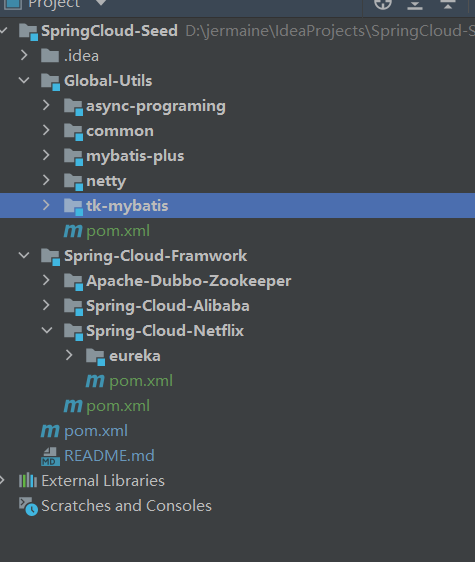 Project
SpringCloud-Seed D:\jermaine\IdeaProjects\SpringCloud-S
.idea
Global-Utils
async-programing
common
mybatis-plus
netty
tk-mybatis
m pom.xml
Spring-Cloud-Framwork
Apache-Dubbo-Zookeeper
Spring-Cloud-Alibaba
Spring-Cloud-Netflix
eureka
m pom.xml
m pom.xml
m pom.xml
MD README.md
External Libraries
Scratches and Consoles